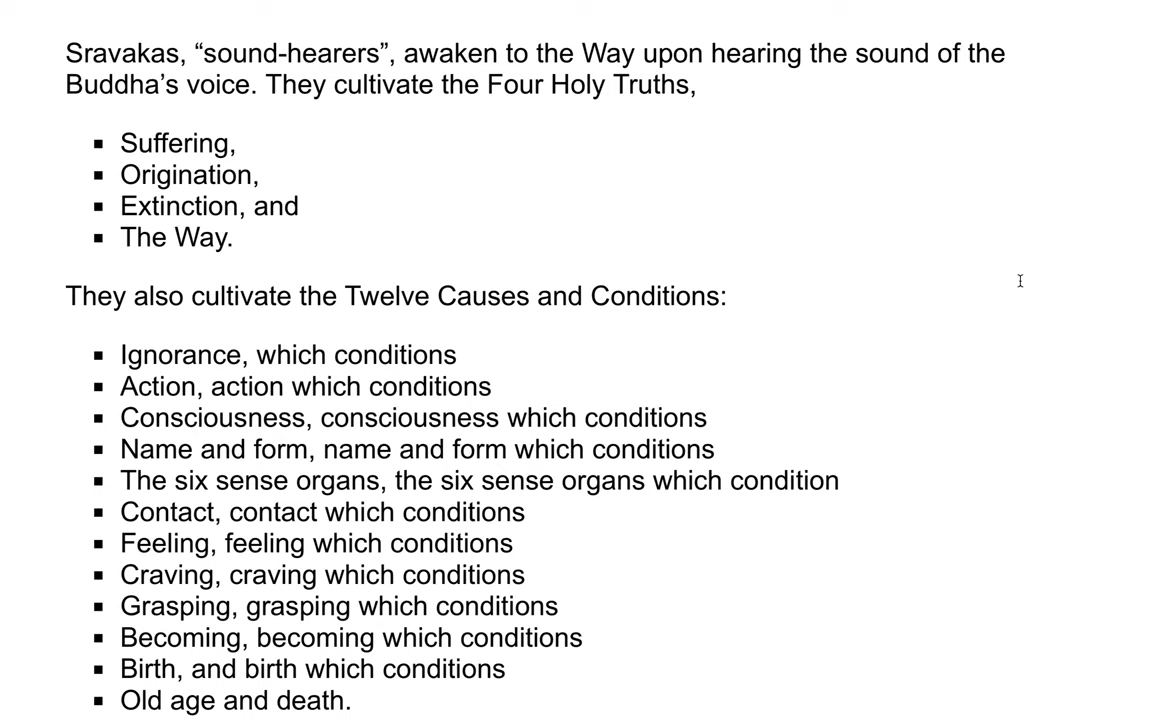 Sravakas, “sound-hearers”, awaken to the Way upon hearing the sound of the
Buddha’s voice. They cultivate the Four Holy Truths,
▪ Suffering,
▪ Origination,
▪ Extinction, and
▪ The Way.
They also cultivate the Twelve Causes and Conditions:
▪ Ignorance, which conditions
▪ Action, action which conditions
▪ Consciousness, consciousness which conditions
▪ Name and form, name and form which conditions
▪ The six sense organs, the six sense organs which condition
▪ Contact, contact which conditions
▪ Feeling, feeling which conditions
▪ Craving, craving which conditions
▪ Grasping, grasping which conditions
▪ Becoming, becoming which conditions
▪ Birth, and birth which conditions
▪ Old age and death.